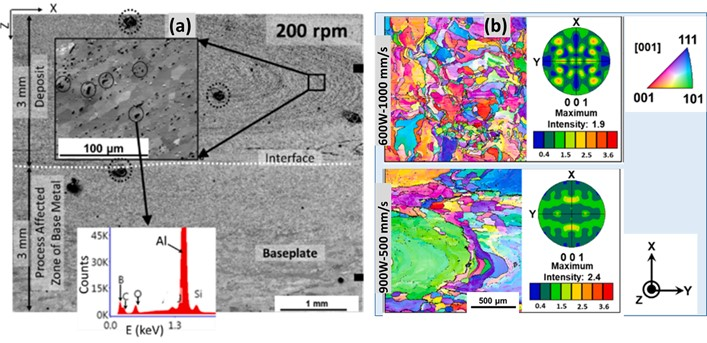 X
Z
(a)
200 rpm
3 mm
Deposit
100 µm
Interface
3 mm
Process Affected
Zone of Base Metal
Baseplate
45K
30K
15K
0
Counts
Al
B
C
O
Si
0.0
1.3
E (keV)
1 mm
(b)
600W-1000 mm/s
X
Y
0 0 1
Maximum
Intensity: 1.9
0.4 1.5 2.5 3.6
[001]
111
001
101
900W-500 mm/s
500 µm
X
Y
0 0 1
Maximum
Intensity: 2.4
0.4 1.5 2.5 3.6
X
Z
Y